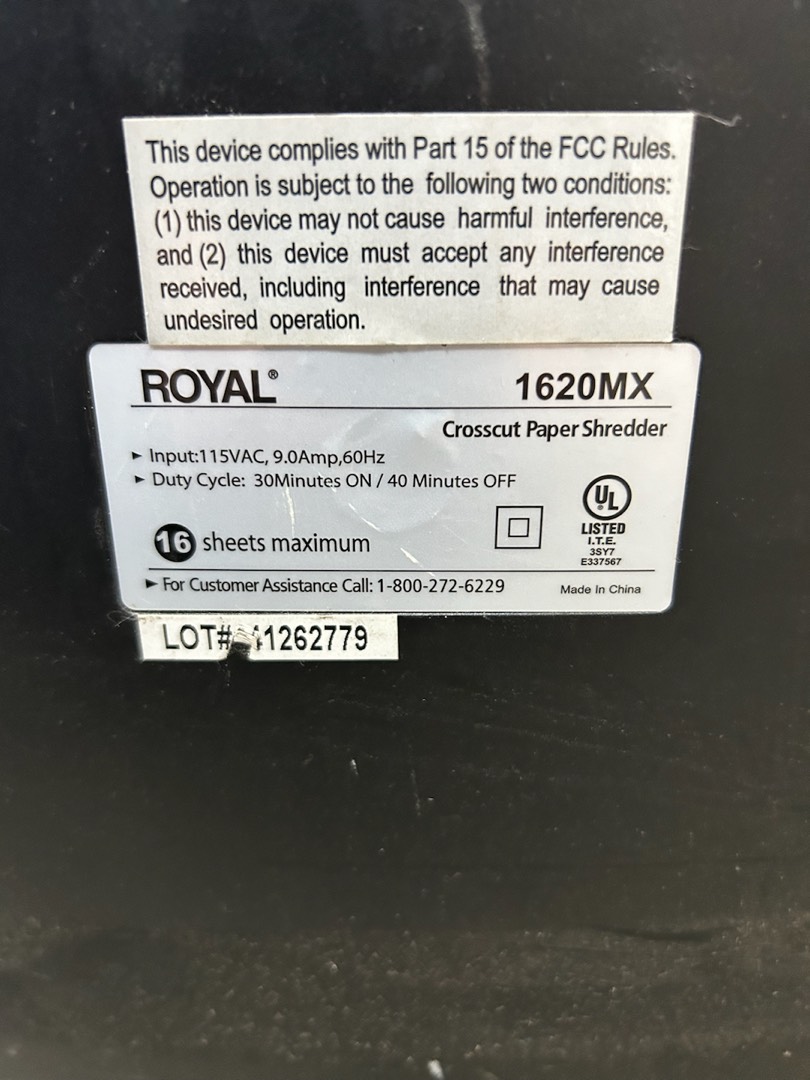 This device complies with Part 15 of the FCC Rules.
Operation is subject to the following two conditions:
(1) this device may not cause harmful interference,
and (2) this device must accept any interference
received, including interference that may cause
undesired operation.
ROYAL® 1620MX
Crosscut Paper Shredder
► Input:115VAC, 9.0Amp,60Hz
► Duty Cycle: 30Minutes ON / 40 Minutes OFF
UL
LISTED
I.T.E.
3SY7
E337567
16 sheets maximum
► For Customer Assistance Call: 1-800-272-6229
Made In China
LOT#